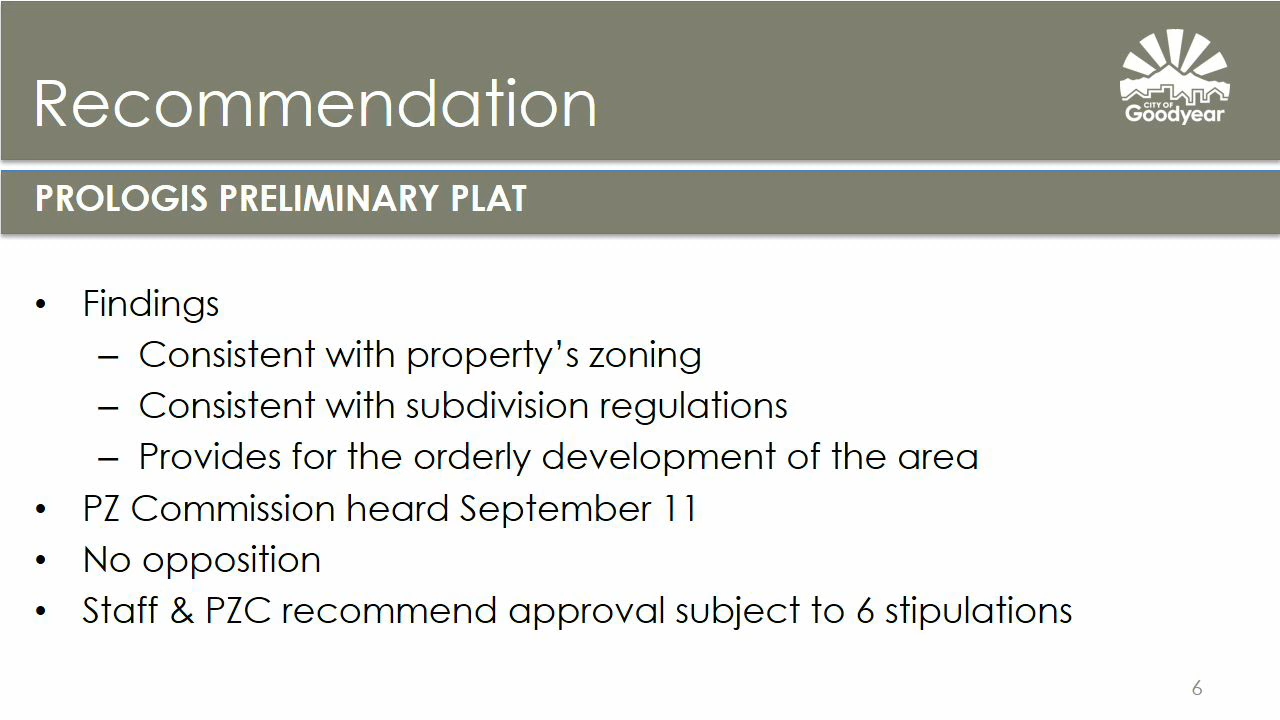 Recommendation
CITY OF
Goodyear
PROLOGIS PRELIMINARY PLAT
• Findings
– Consistent with property’s zoning
– Consistent with subdivision regulations
– Provides for the orderly development of the area
• PZ Commission heard September 11
• No opposition
• Staff & PZC recommend approval subject to 6 stipulations
6